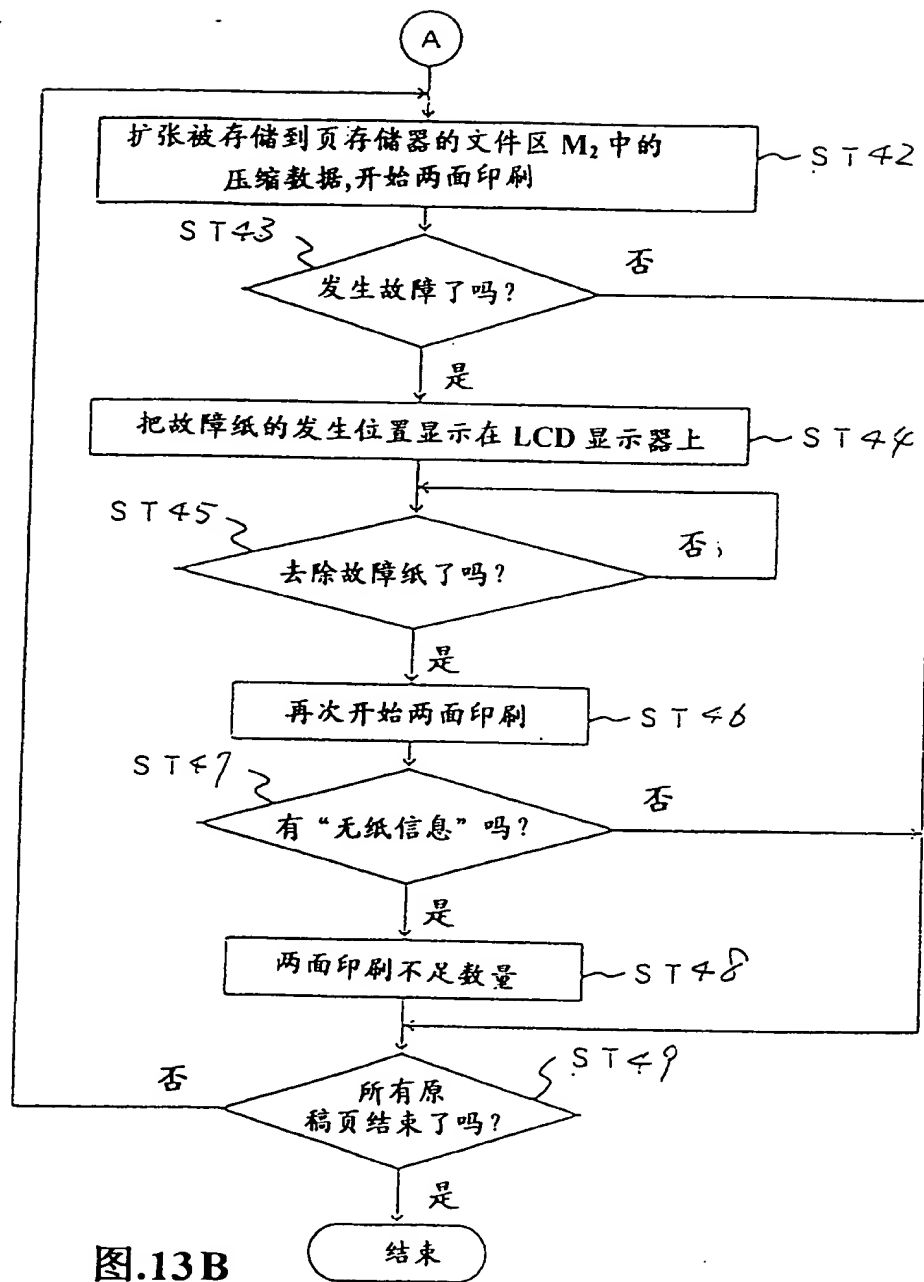 A
扩张被存储到页存储器的文件区 M₂ 中的
压缩数据,开始两面印刷
ST42
ST43
发生故障了吗?
否
是
把故障纸的发生位置显示在 LCD 显示器上
ST44
ST45
去除故障纸了吗?
否
是
再次开始两面印刷
ST46
ST47
有“无纸信息”吗?
否
是
两面印刷不足数量
ST48
ST49
否
所有原
稿页结束了吗?
是
结束
图.13B